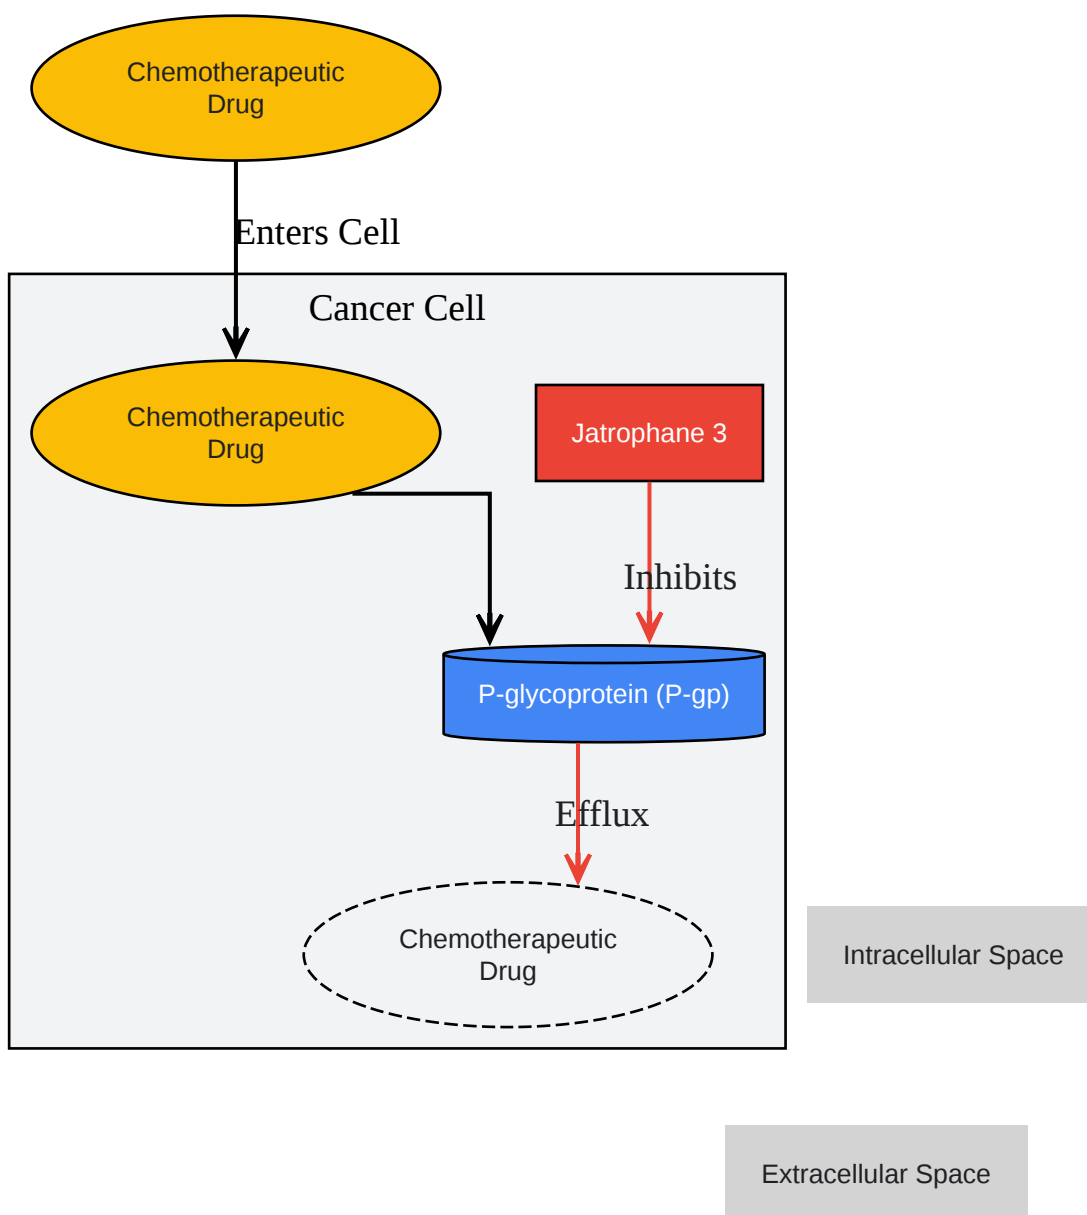 Chemotherapeutic
Drug
Enters Cell
Cancer Cell
Chemotherapeutic
Drug
Jatrophane 3
Inhibits
P-glycoprotein (P-gp)
Efflux
Chemotherapeutic
Drug
Intracellular Space
Extracellular Space